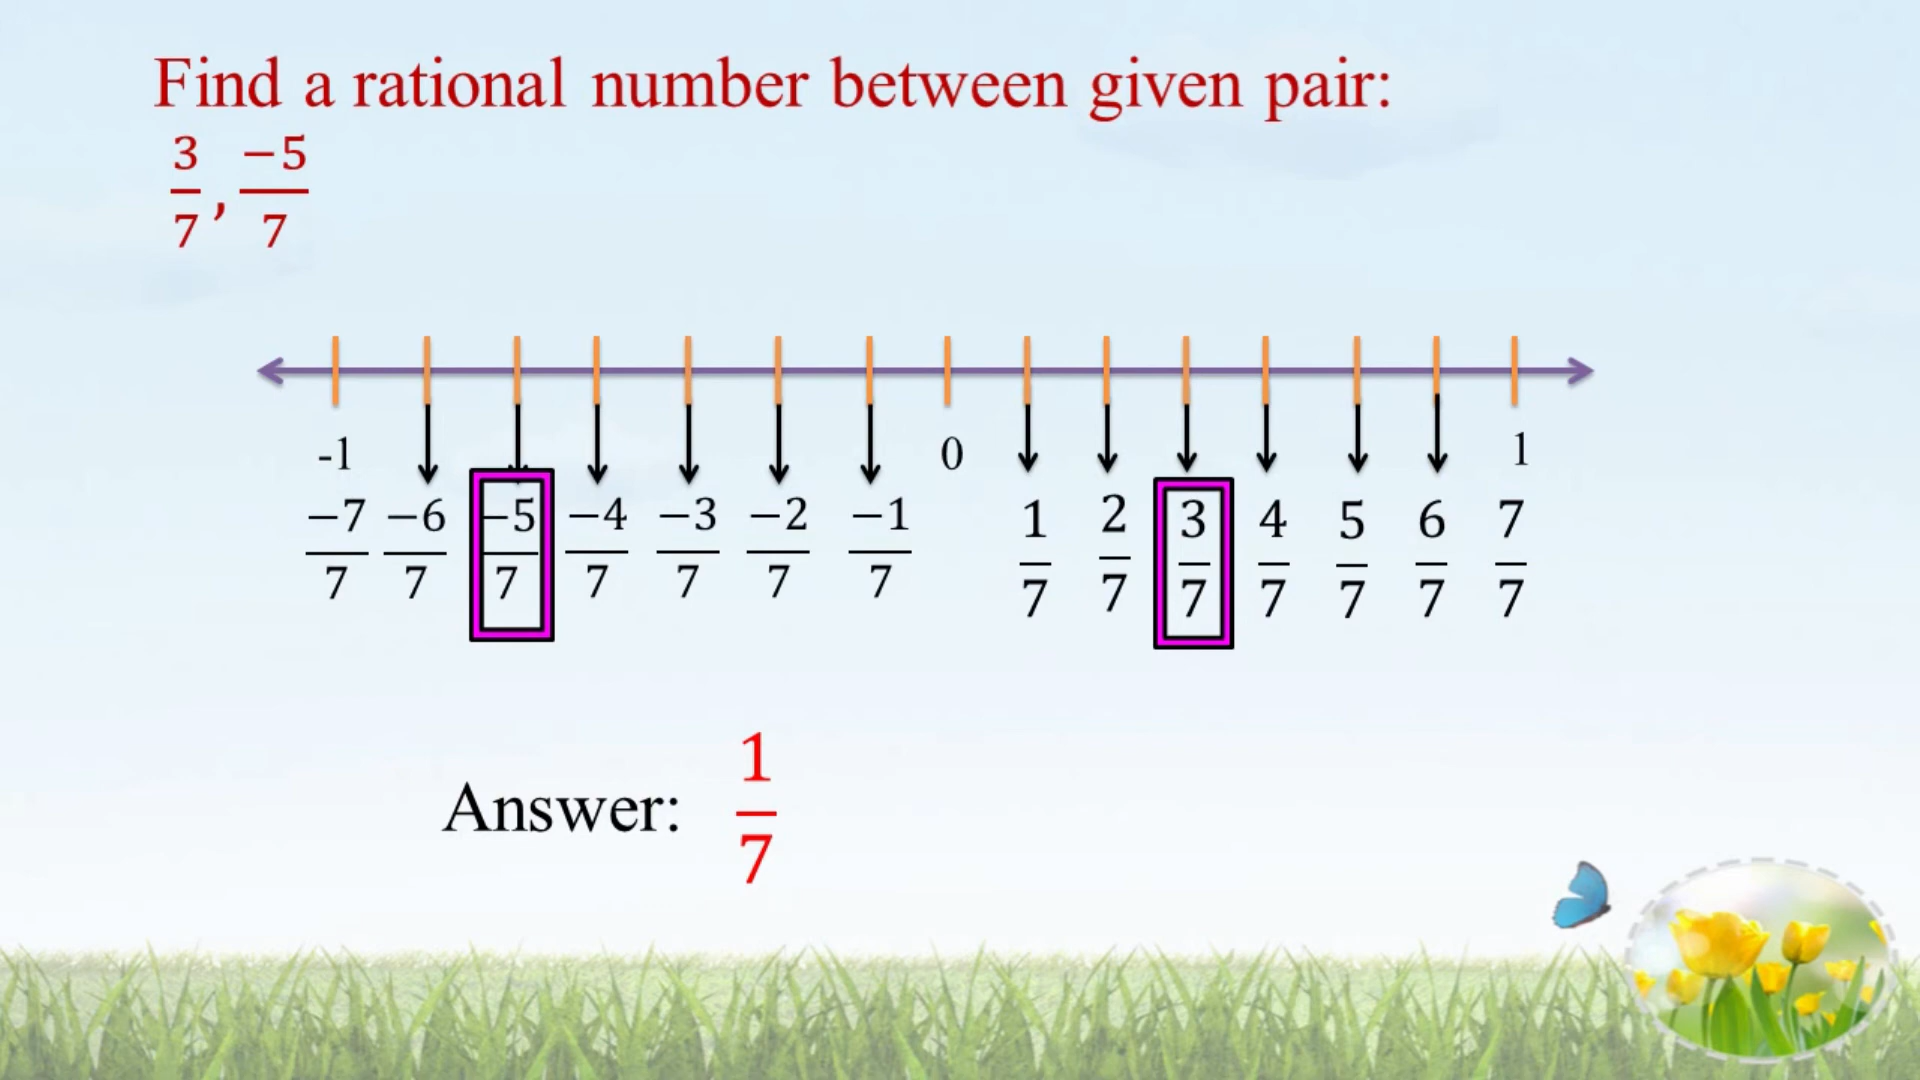 Find a rational number between given pair:
3/7, −5/7
-1 0 1
−7/7 −6/7 −5/7 −4/7 −3/7 −2/7 −1/7 1/7 2/7 3/7 4/7 5/7 6/7 7/7
Answer: 1/7